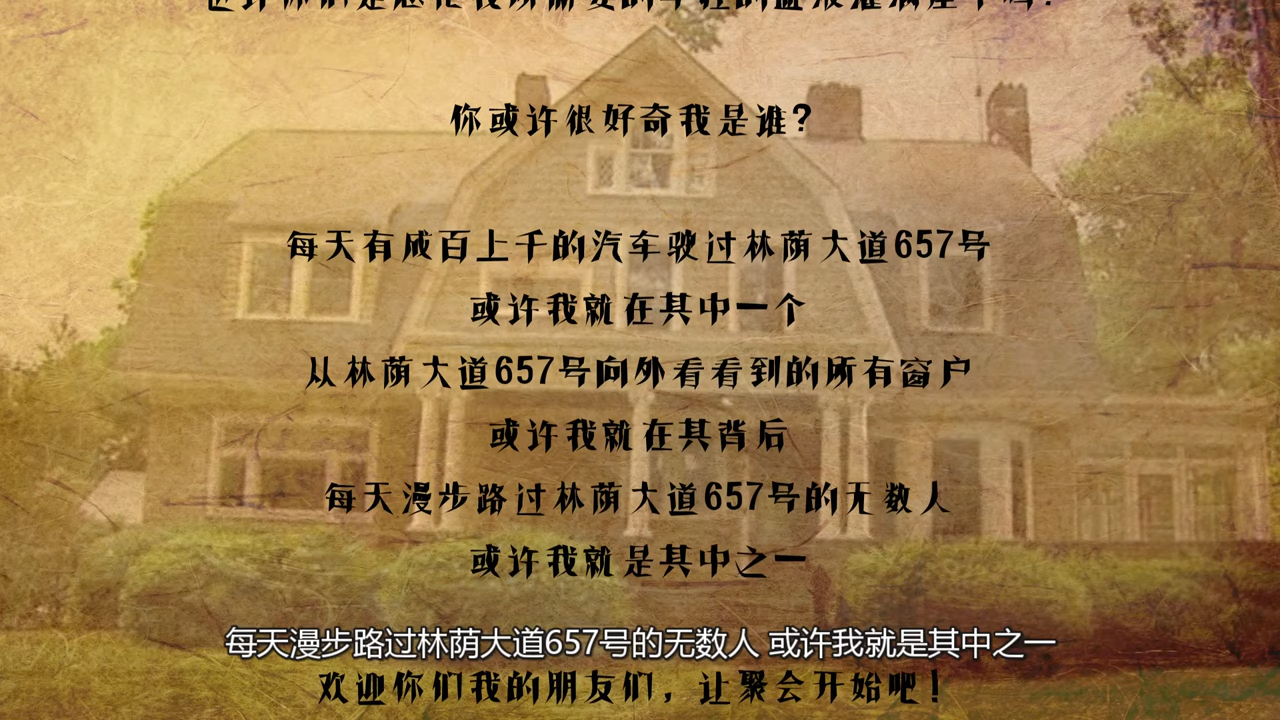 你或许很好奇我是谁?
每天有成百上千的汽车驶过林荫大道657号
或许我就在其中一个
从林荫大道657号向外看看到的所有窗户
或许我就在其背后
每天漫步路过林荫大道657号的无数人
或许我就是其中之一
每天漫步路过林荫大道657号的无数人 或许我就是其中之一
欢迎你们我的朋友们，让聚会开始吧!